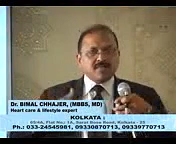 Dr. BIMAL CHHAJER, (MBBS, MD)
Heart care & lifestyle expert
KOLKATA :
Ph.: 033-24545981, 09330870713, 09339770713